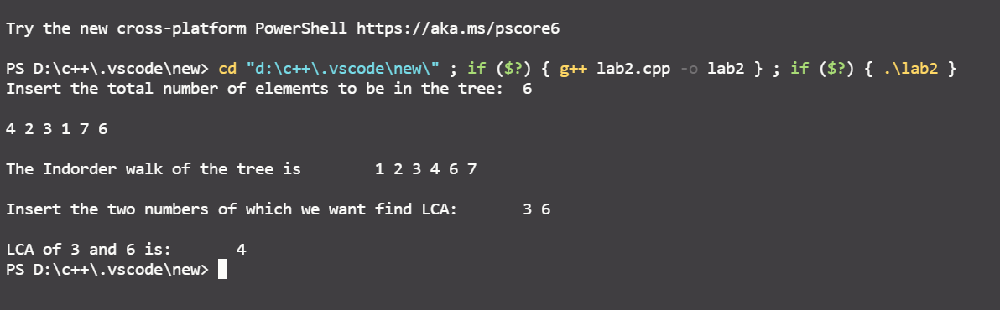 Try the new cross-platform PowerShell https://aka.ms/pscore6
PS D:\c++\.vscode\new> cd "d:\c++\.vscode\new\" ; if ($?) { g++ lab2.cpp -o lab2 } ; if ($?) { .\lab2 }
Insert the total number of elements to be in the tree:  6
4 2 3 1 7 6
The Indorder walk of the tree is        1 2 3 4 6 7
Insert the two numbers of which we want find LCA:       3 6
LCA of 3 and 6 is:       4
PS D:\c++\.vscode\new>